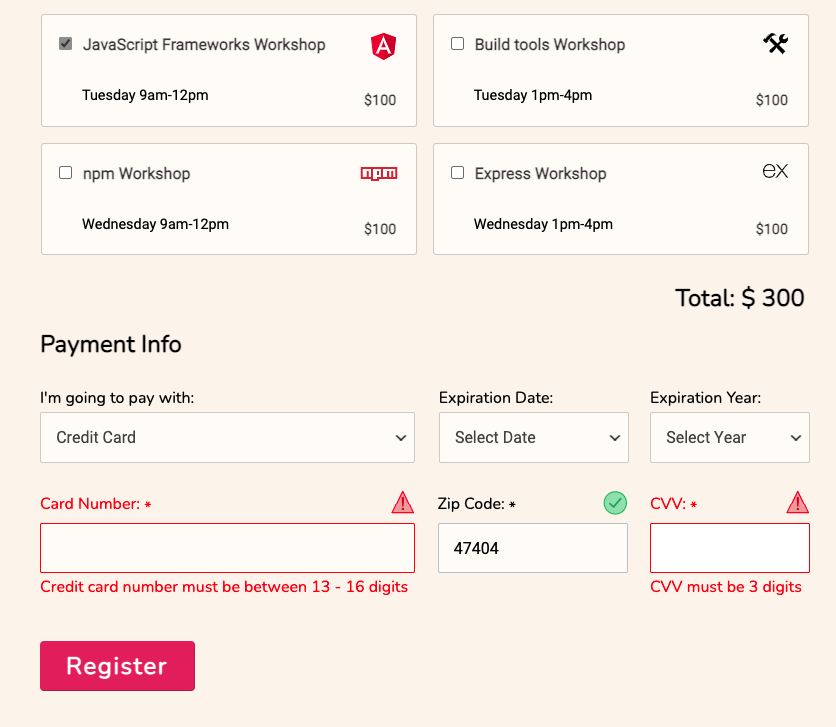 JavaScript Frameworks Workshop
A
Tuesday 9am-12pm
$100
Build tools Workshop
Tuesday 1pm-4pm
$100
npm Workshop
npm
Wednesday 9am-12pm
$100
Express Workshop
ex
Wednesday 1pm-4pm
$100
Total: $ 300
Payment Info
I'm going to pay with:
Credit Card
Expiration Date:
Select Date
Expiration Year:
Select Year
Card Number: *
Credit card number must be between 13 - 16 digits
Zip Code: *
47404
CVV: *
CVV must be 3 digits
Register